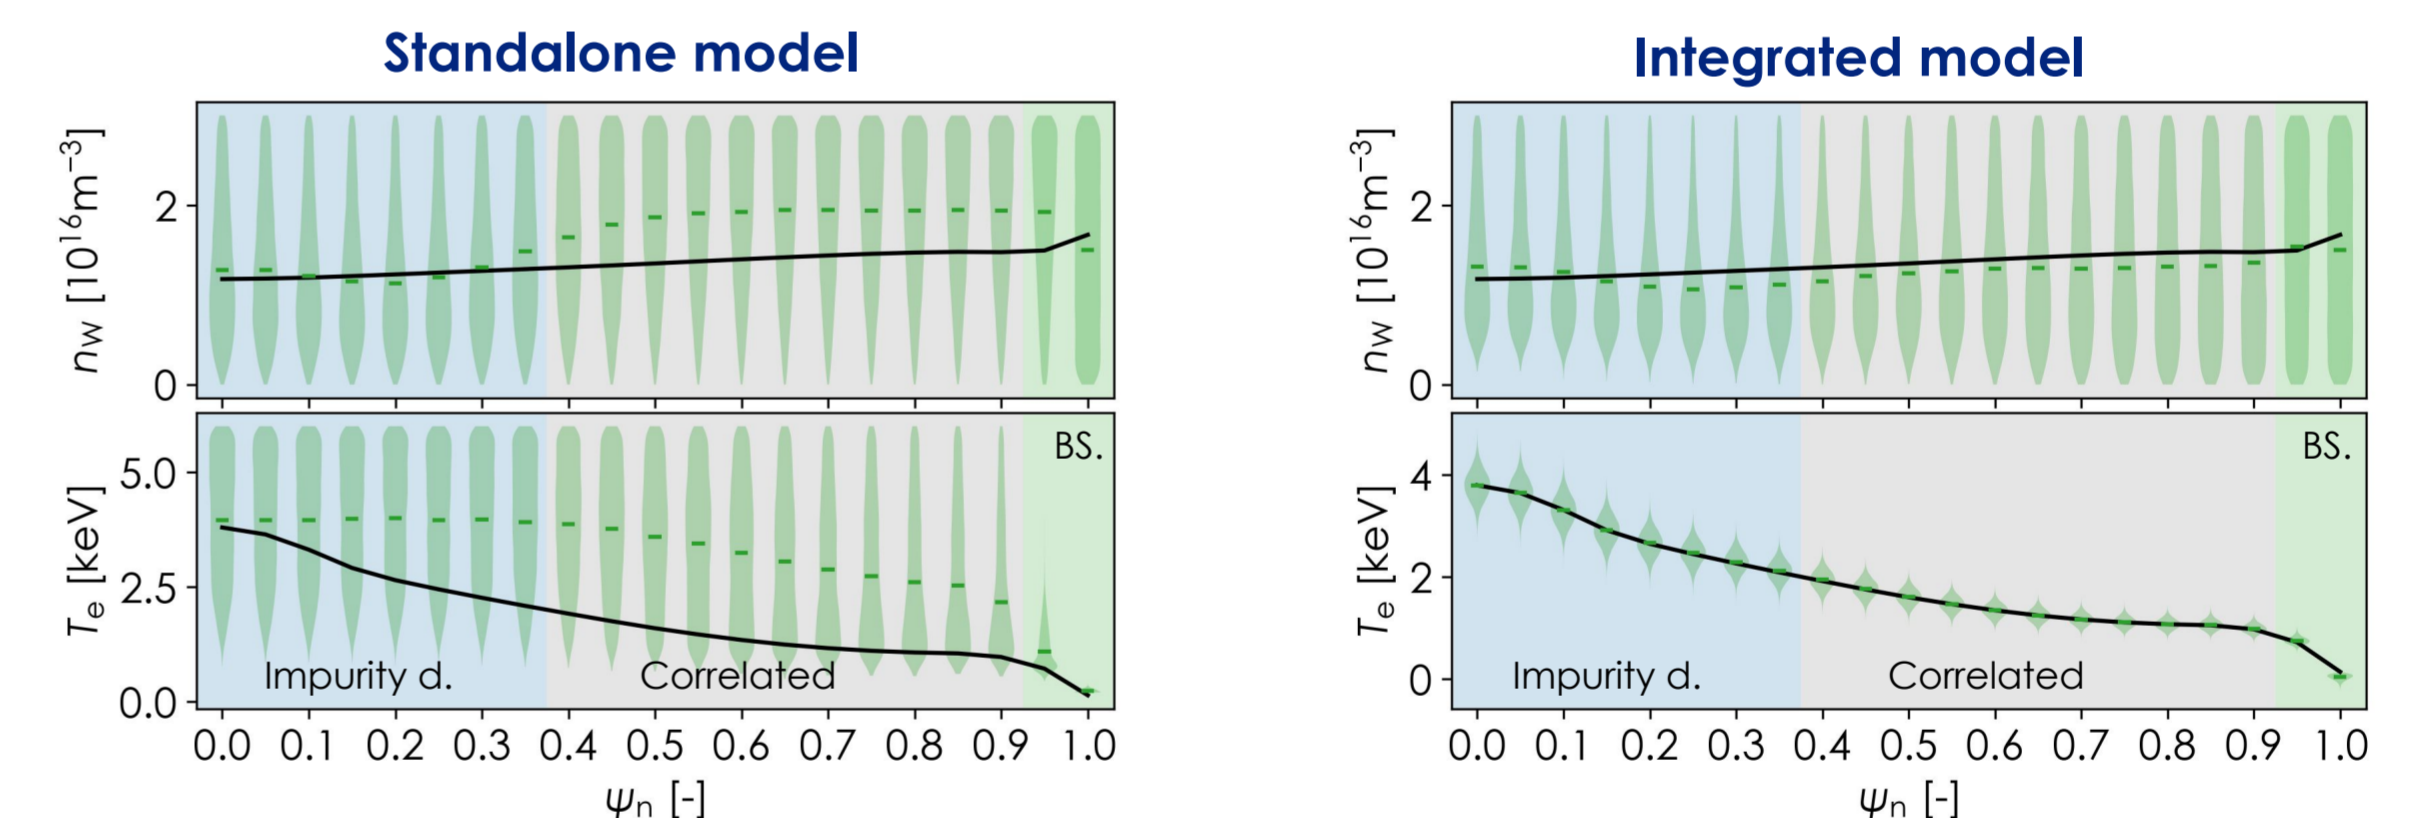 Standalone model
n_W [10^16 m^−3]
2
0
T_e [keV]
5.0
2.5
0.0
BS.
Impurity d.
Correlated
0.0 0.1 0.2 0.3 0.4 0.5 0.6 0.7 0.8 0.9 1.0
ψ_n [-]
Integrated model
n_W [10^16 m^−3]
2
0
T_e [keV]
4
2
0
BS.
Impurity d.
Correlated
0.0 0.1 0.2 0.3 0.4 0.5 0.6 0.7 0.8 0.9 1.0
ψ_n [-]